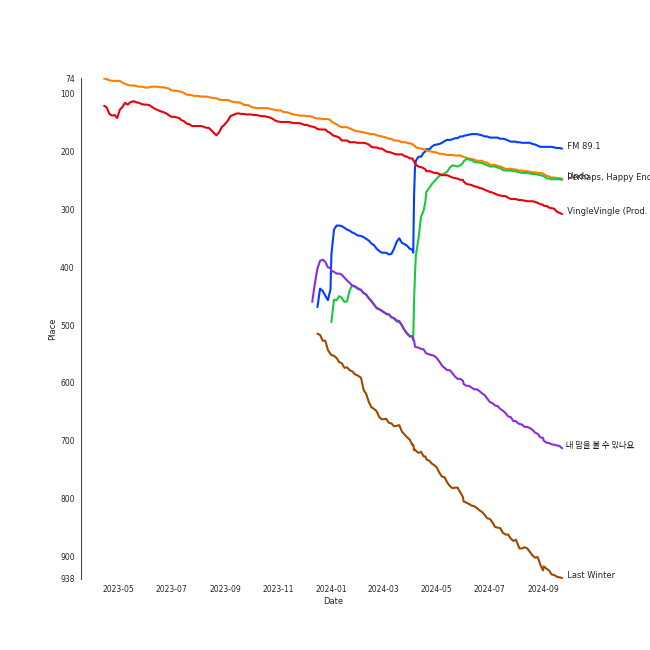 74
100
200
300
400
500
600
700
800
900
938
Place
2023-05
2023-07
2023-09
2023-11
2024-01
2024-03
2024-05
2024-07
2024-09
Date
FM 89.1
Perhaps, Happy End
VingleVingle (Prod.
내 맘을 볼 수 있나요
Last Winter